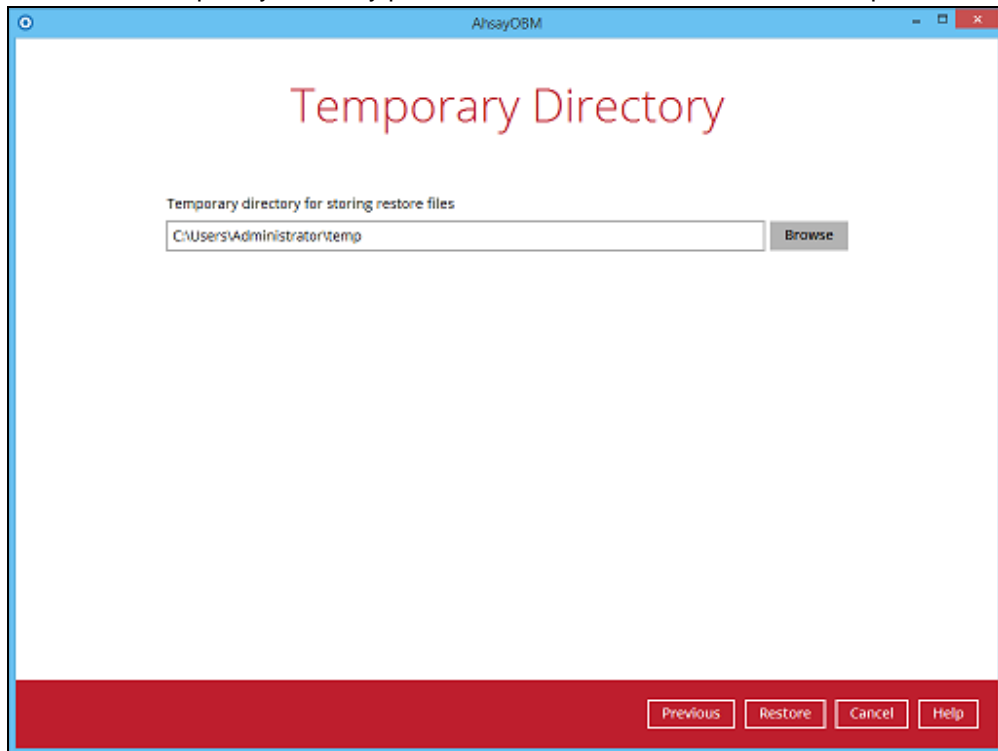 AhsayOBM
Temporary Directory
Temporary directory for storing restore files
C:\Users\Administrator\temp
Browse
Previous
Restore
Cancel
Help